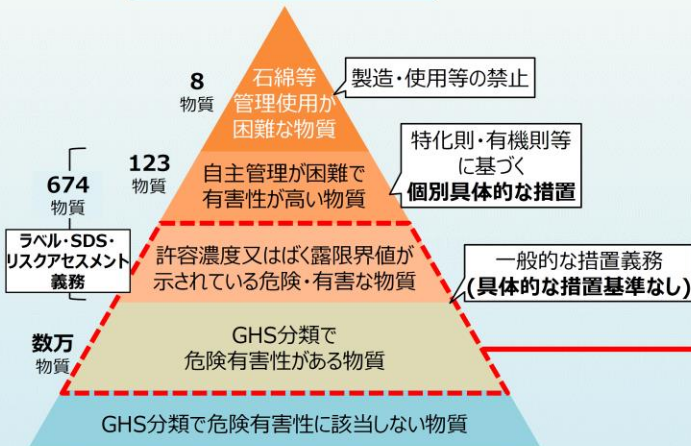 8
物質
石綿等
管理使用が
困難な物質
製造・使用等の禁止
123
物質
自主管理が困難で
有害性が高い物質
特化則・有機則等
に基づく
個別具体的な措置
674
物質
ラベル・SDS・
リスクアセスメント
義務
許容濃度又はばく露限界値が
示されている危険・有害な物質
一般的な措置義務
(具体的な措置基準なし)
数万
物質
GHS分類で
危険有害性がある物質
GHS分類で危険有害性に該当しない物質